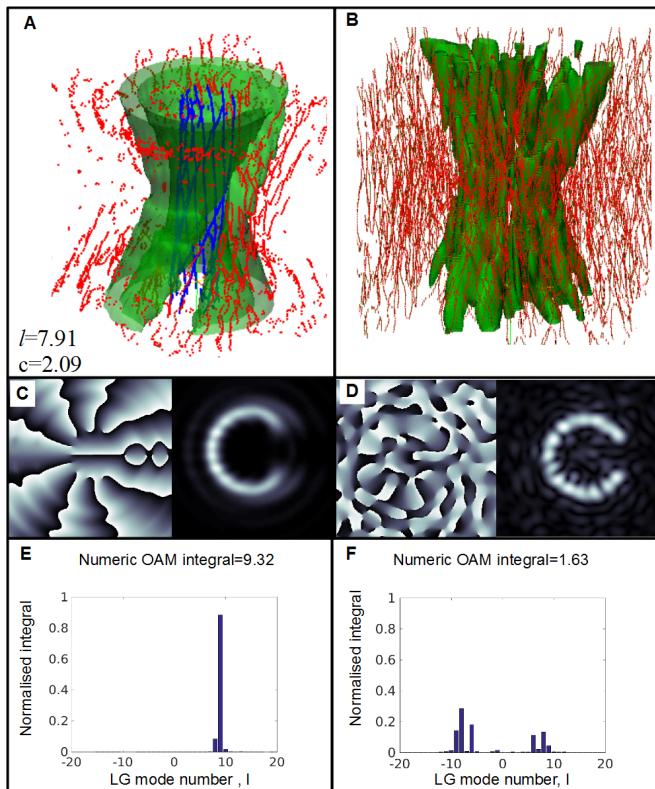 A
B
l=7.91
c=2.09
C
D
E
Numeric OAM integral=9.32
Normalised integral
1
0.8
0.6
0.4
0.2
0
-20
-10
0
10
20
LG mode number , l
F
Numeric OAM integral=1.63
Normalised integral
1
0.8
0.6
0.4
0.2
0
-20
-10
0
10
20
LG mode number, l